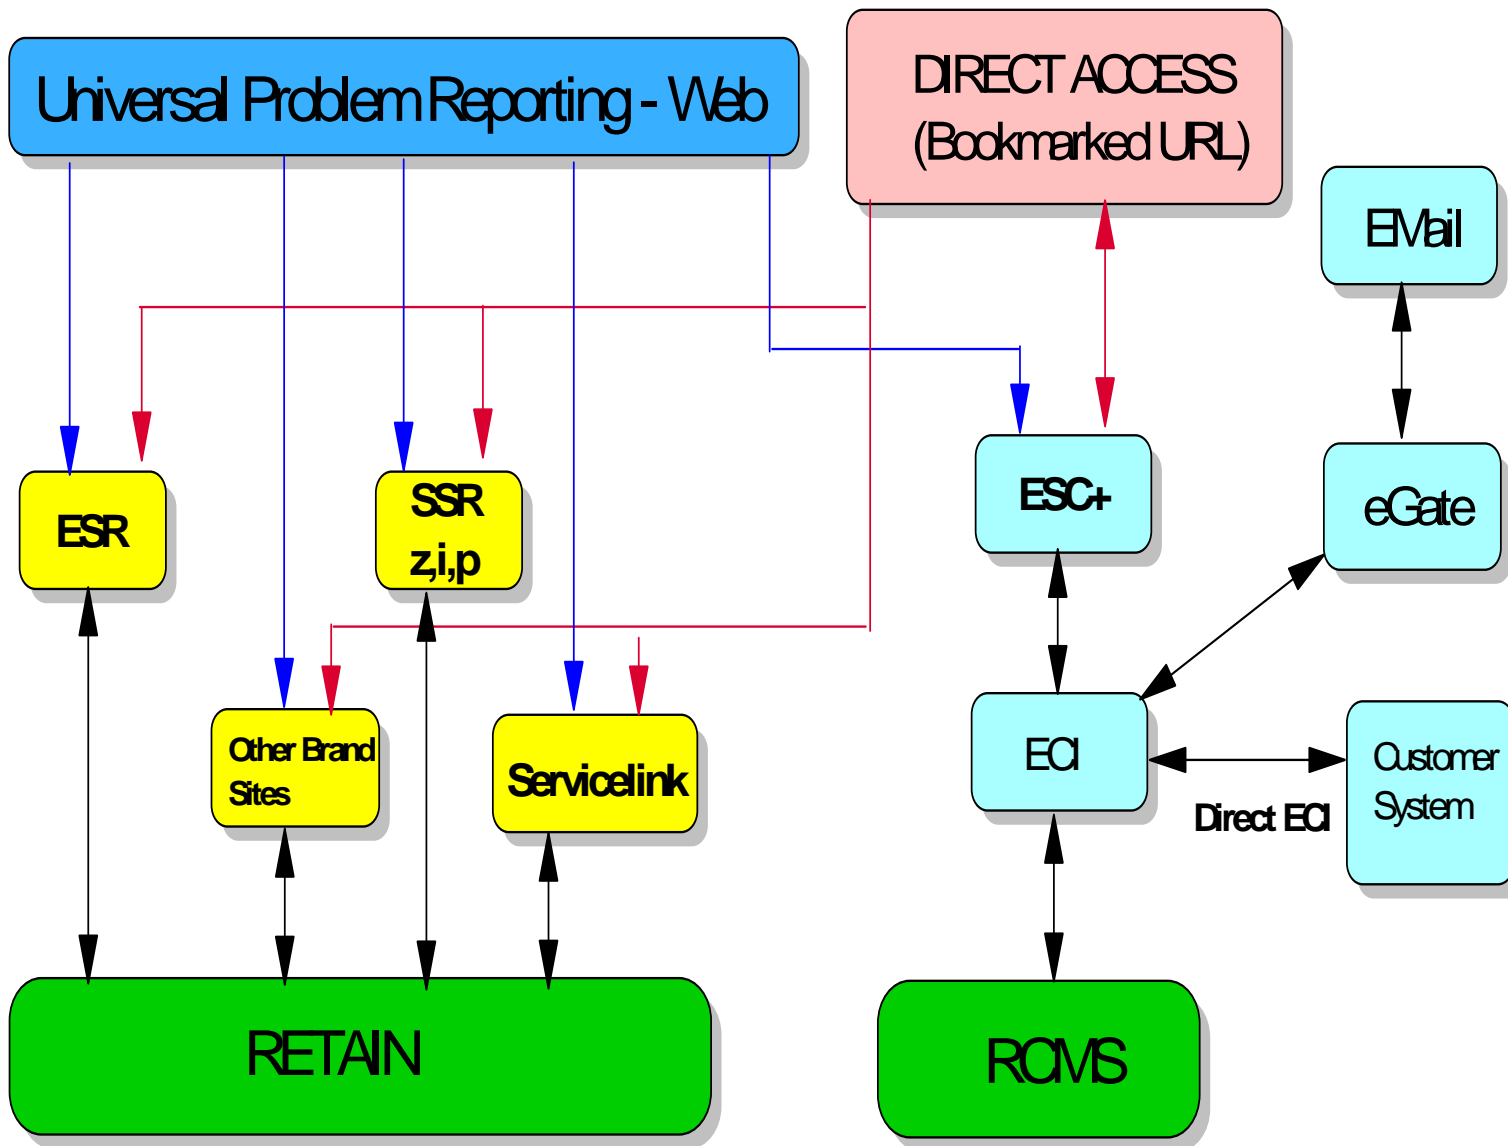 Universal Problem Reporting - Web
DIRECT ACCESS
(Bookmarked URL)
EMail
ESR
SSR
z,i,p
ESC+
eGate
Other Brand
Sites
Servicelink
ECI
Direct ECI
Customer
System
RETAIN
RCMS